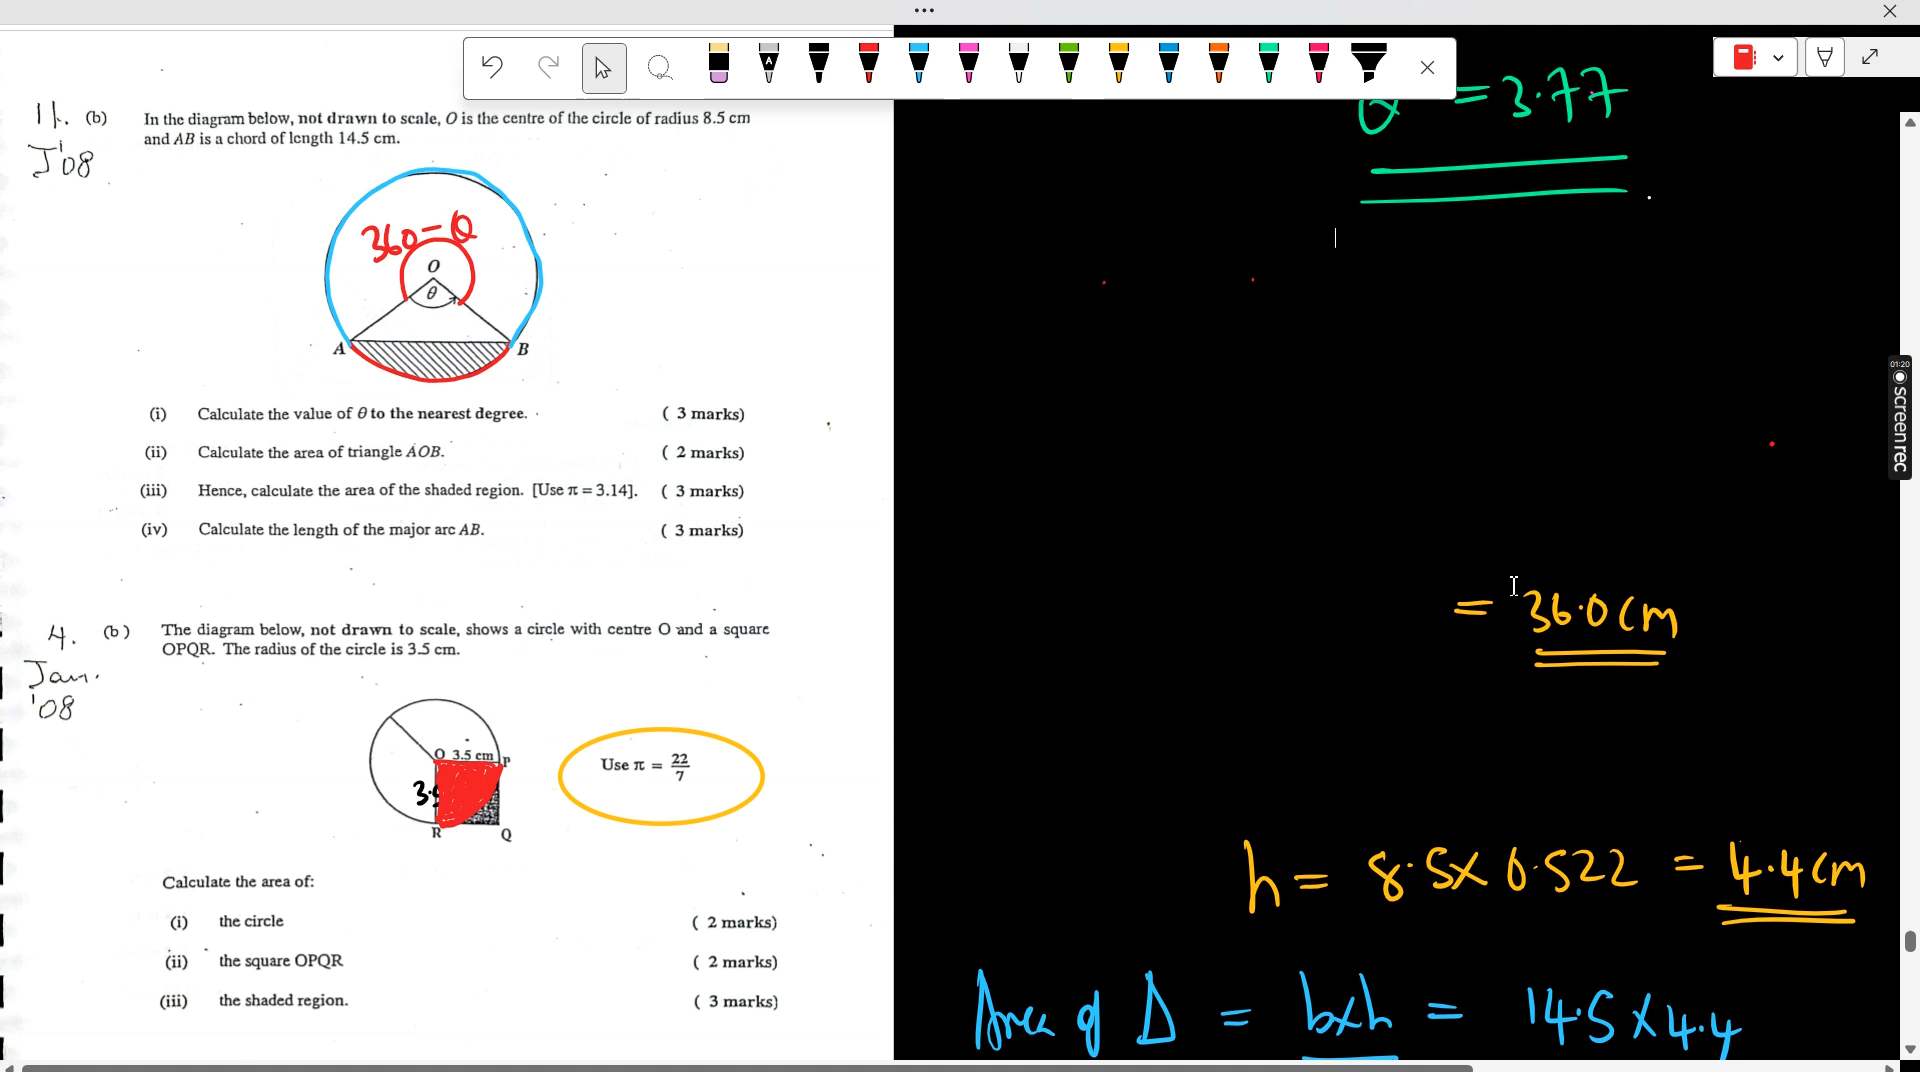 11. (b) In the diagram below, not drawn to scale, O is the centre of the circle of radius 8.5 cm
J'08 and AB is a chord of length 14.5 cm.
360-θ
O
θ
A B
(i) Calculate the value of θ to the nearest degree. ( 3 marks)
(ii) Calculate the area of triangle AOB. ( 2 marks)
(iii) Hence, calculate the area of the shaded region. [Use π = 3.14]. ( 3 marks)
(iv) Calculate the length of the major arc AB. ( 3 marks)
4. (b) The diagram below, not drawn to scale, shows a circle with centre O and a square
OPQR. The radius of the circle is 3.5 cm.
Jan.
'08
O 3.5 cm P
3.5
R Q
Use π = 22/7
Calculate the area of:
(i) the circle ( 2 marks)
(ii) the square OPQR ( 2 marks)
(iii) the shaded region. ( 3 marks)
θ = 3.77
= 36.0cm
h = 8.5x 0.522 = 4.4cm
Area of Δ = bxh = 14.5 x 4.4
01:20
screenrec
A